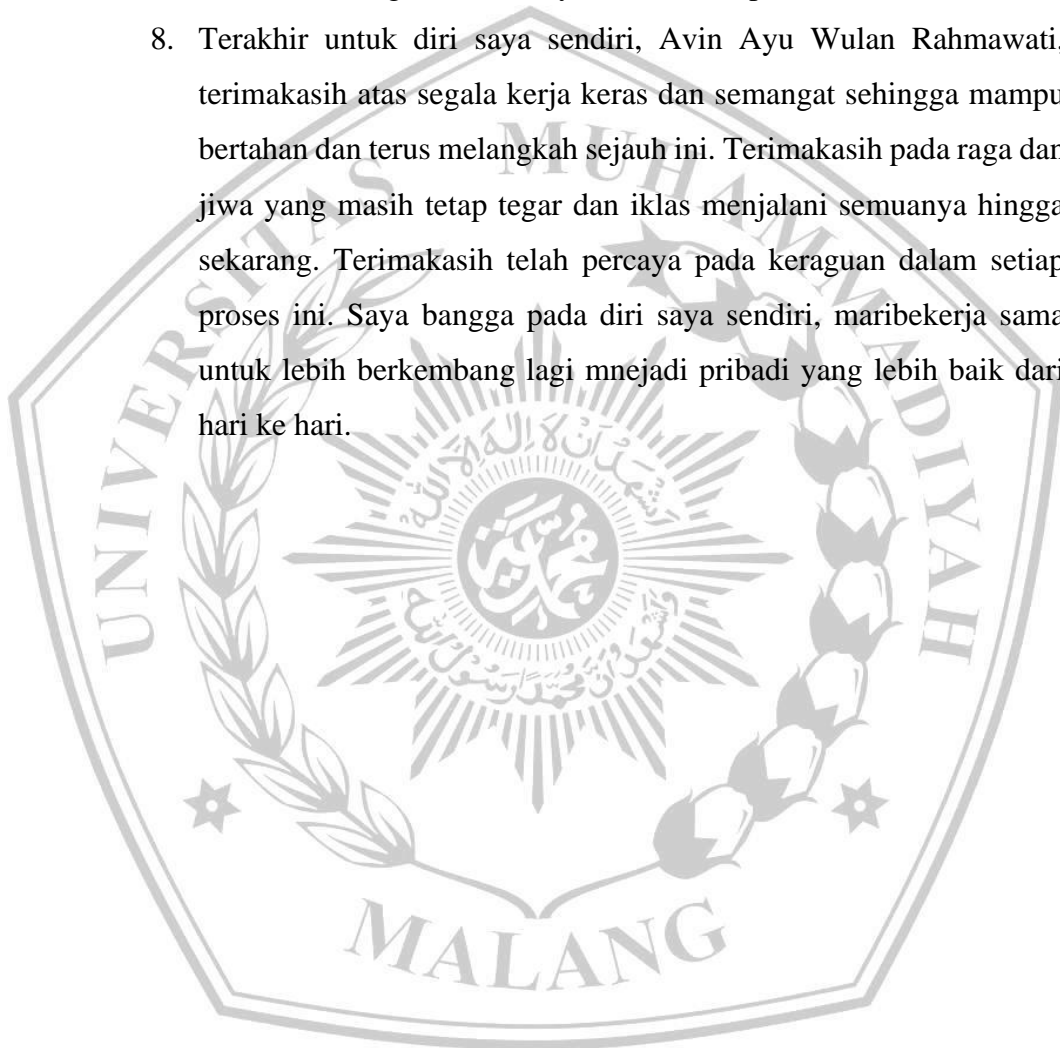 8. Terakhir untuk diri saya sendiri, Avin Ayu Wulan Rahmawati,
terimakasih atas segala kerja keras dan semangat sehingga mampu
bertahan dan terus melangkah sejauh ini. Terimakasih pada raga dan
jiwa yang masih tetap tegar dan iklas menjalani semuanya hingga
sekarang. Terimakasih telah percaya pada keraguan dalam setiap
proses ini. Saya bangga pada diri saya sendiri, maribekerja sama
untuk lebih berkembang lagi mnejadi pribadi yang lebih baik dari
hari ke hari.
UNIVERSITAS MUHAMMADIYAH
MALANG